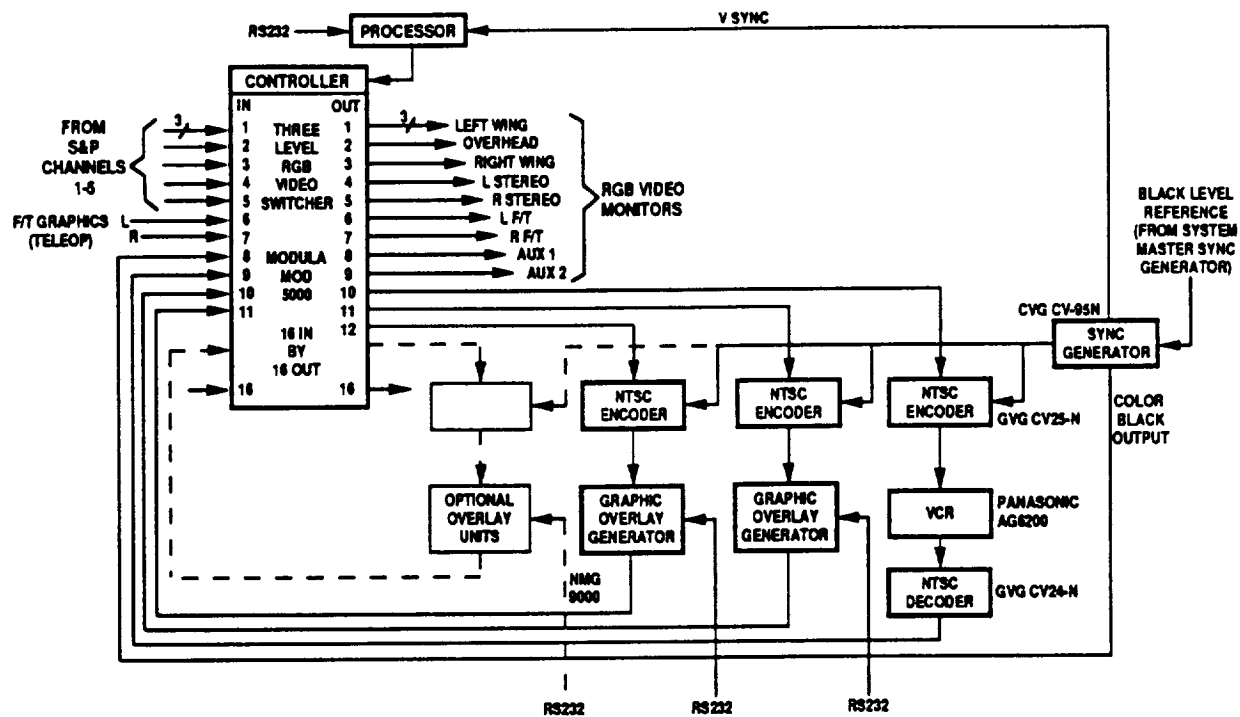 V SYNC
RS232
PROCESSOR
CONTROLLER
IN
OUT
FROM
S&P
CHANNELS
1-5
3
1
THREE
1
3
LEFT WING
2
LEVEL
2
OVERHEAD
3
RGB
3
RIGHT WING
4
VIDEO
4
L STEREO
5
SWITCHER
5
R STEREO
RGB VIDEO
MONITORS
F/T GRAPHICS
(TELEOP)
L
R
6
6
L F/T
7
7
R F/T
8
MODULA
8
AUX 1
9
MOD
9
AUX 2
10
5000
10
11
11
16 IN
12
BY
16 OUT
16
16
BLACK LEVEL
REFERENCE
(FROM SYSTEM
MASTER SYNC
GENERATOR)
CVG CV-95N
SYNC
GENERATOR
NTSC
ENCODER
NTSC
ENCODER
NTSC
ENCODER
GVG CV25-N
COLOR
BLACK
OUTPUT
OPTIONAL
OVERLAY
UNITS
GRAPHIC
OVERLAY
GENERATOR
GRAPHIC
OVERLAY
GENERATOR
VCR
PANASONIC
AG6200
NMG
9000
NTSC
DECODER
GVG CV24-N
RS232
RS232
RS232